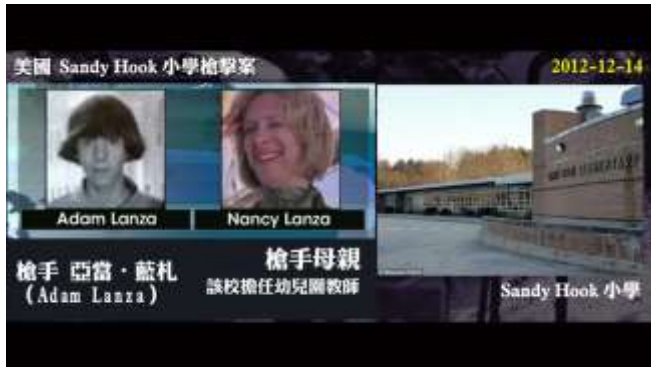 美國 Sandy Hook 小學槍擊案
2012-12-14
Adam Lanza
Nancy Lanza
槍手 亞當·藍札
(Adam Lanza)
槍手母親
該校擔任幼兒園教師
ELEMENTARY
Sandy Hook 小學